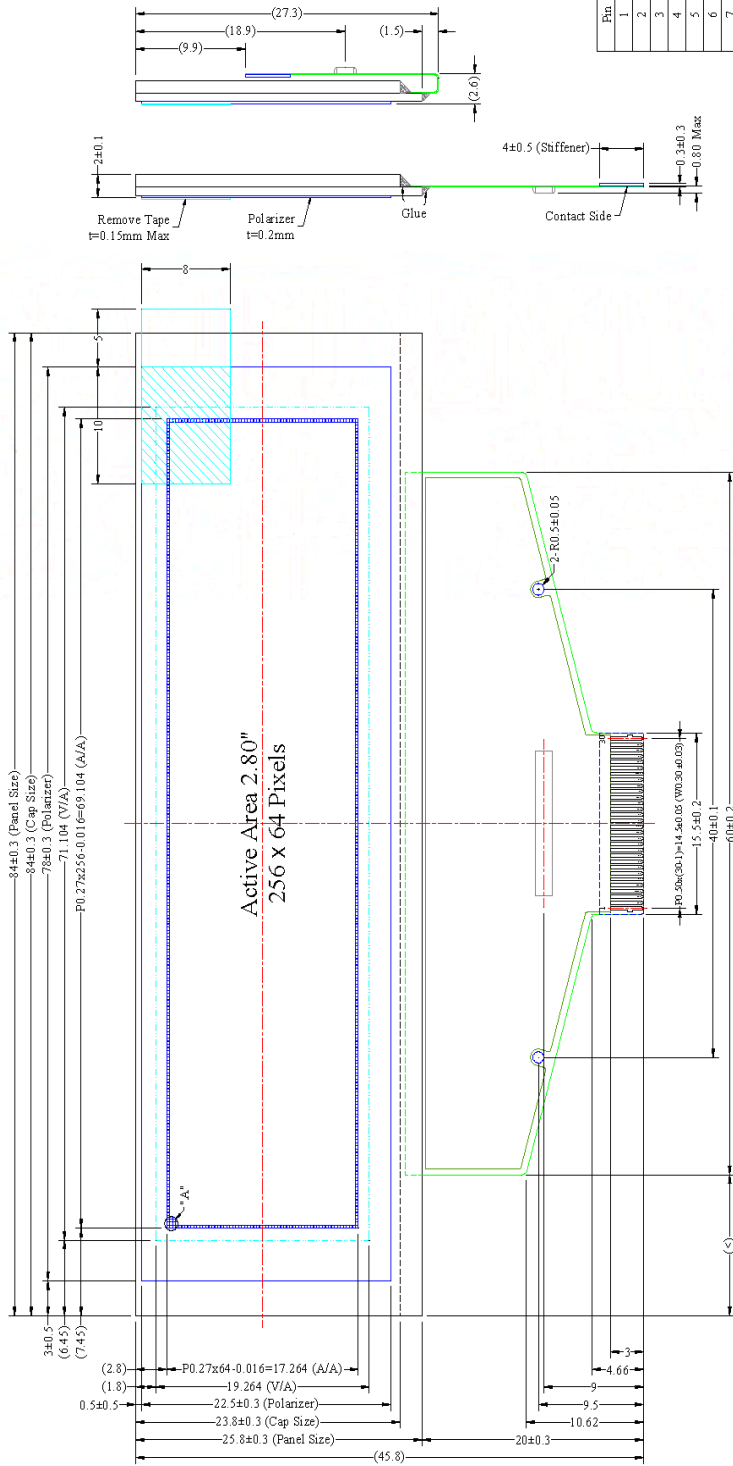 (27.3)
(18.9)
(1.5)
(9.9)
(2.6)
Pin
1
2
3
4
5
6
7
2±0.1
4±0.5 (Stiffener)
0.3±0.3
0.80 Max
Remove Tape
t=0.15mm Max
Polarizer
t=0.2mm
Glue
Contact Side
8
5
10
84±0.3 (Panel Size)
84±0.3 (Cap Size)
78±0.3 (Polarizer)
71.104 (V/A)
P0.27x256-0.016=69.104 (A/A)
Active Area 2.80"
256 x 64 Pixels
2-R0.5±0.05
30
1
P0.50x(30-1)=14.5±0.05 (W0.30±0.03)
15.5±0.2
40±0.1
60±0.2
"A"
3±0.5
(6.45)
(7.45)
(2.8)
P0.27x64-0.016=17.264 (A/A)
(1.8)
19.264 (V/A)
0.5±0.5
22.5±0.3 (Polarizer)
23.8±0.3 (Cap Size)
25.8±0.3 (Panel Size)
(45.8)
3
4.66
9
9.5
10.62
20±0.3